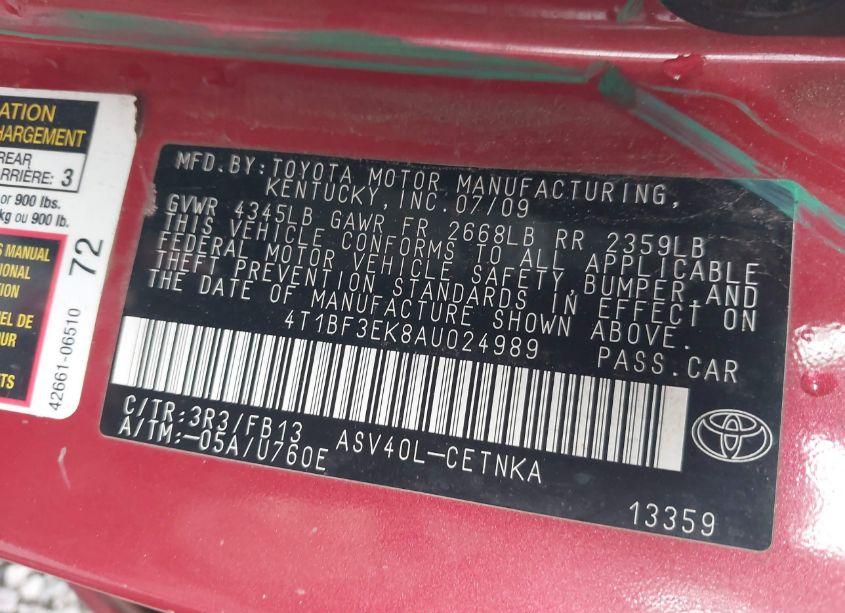 ATION
HARGEMENT
REAR
ARRIÈRE: 3
or 900 lbs.
kg ou 900 lb.
S MANUAL
IONAL
TION
EL DE
OUR
TS
72
42661-06510
MFD.BY:TOYOTA MOTOR MANUFACTURING,
KENTUCKY,INC.07/09
GVWR 4345LB GAWR FR 2668LB RR 2359LB
THIS VEHICLE CONFORMS TO ALL APPLICABLE
FEDERAL MOTOR VEHICLE SAFETY,BUMPER,AND
THEFT PREVENTION STANDARDS IN EFFECT ON
THE DATE OF MANUFACTURE SHOWN ABOVE.
4T1BF3EK8AU024989 PASS.CAR
C/TR:3R3/FB13
A/TM:-05A/U760E
ASV40L-CETNKA
13359